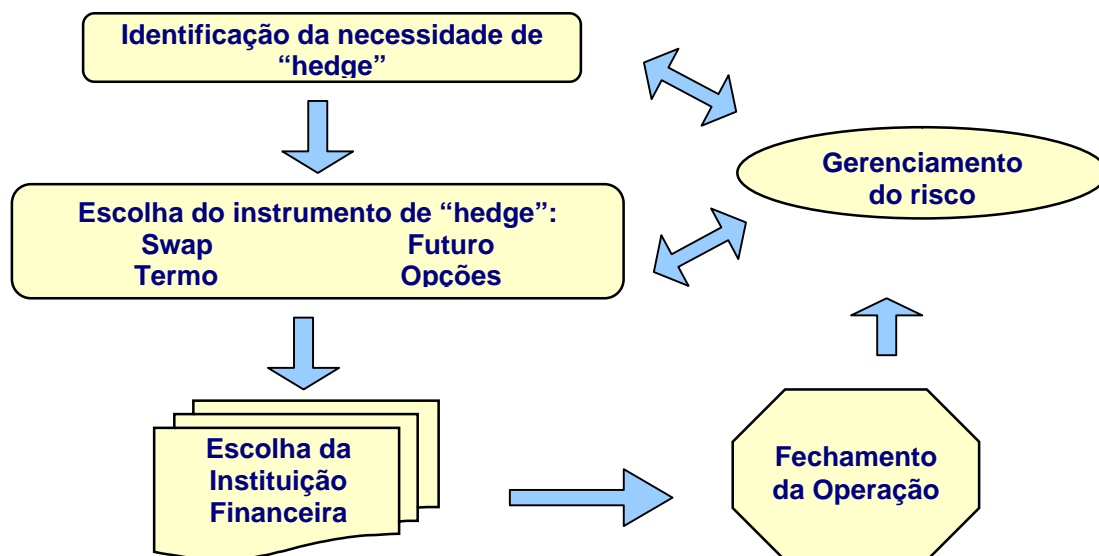 Identificação da necessidade de
“hedge”
Gerenciamento
do risco
Escolha do instrumento de “hedge”:
Swap Futuro
Termo Opções
Escolha da
Instituição
Financeira
Fechamento
da Operação